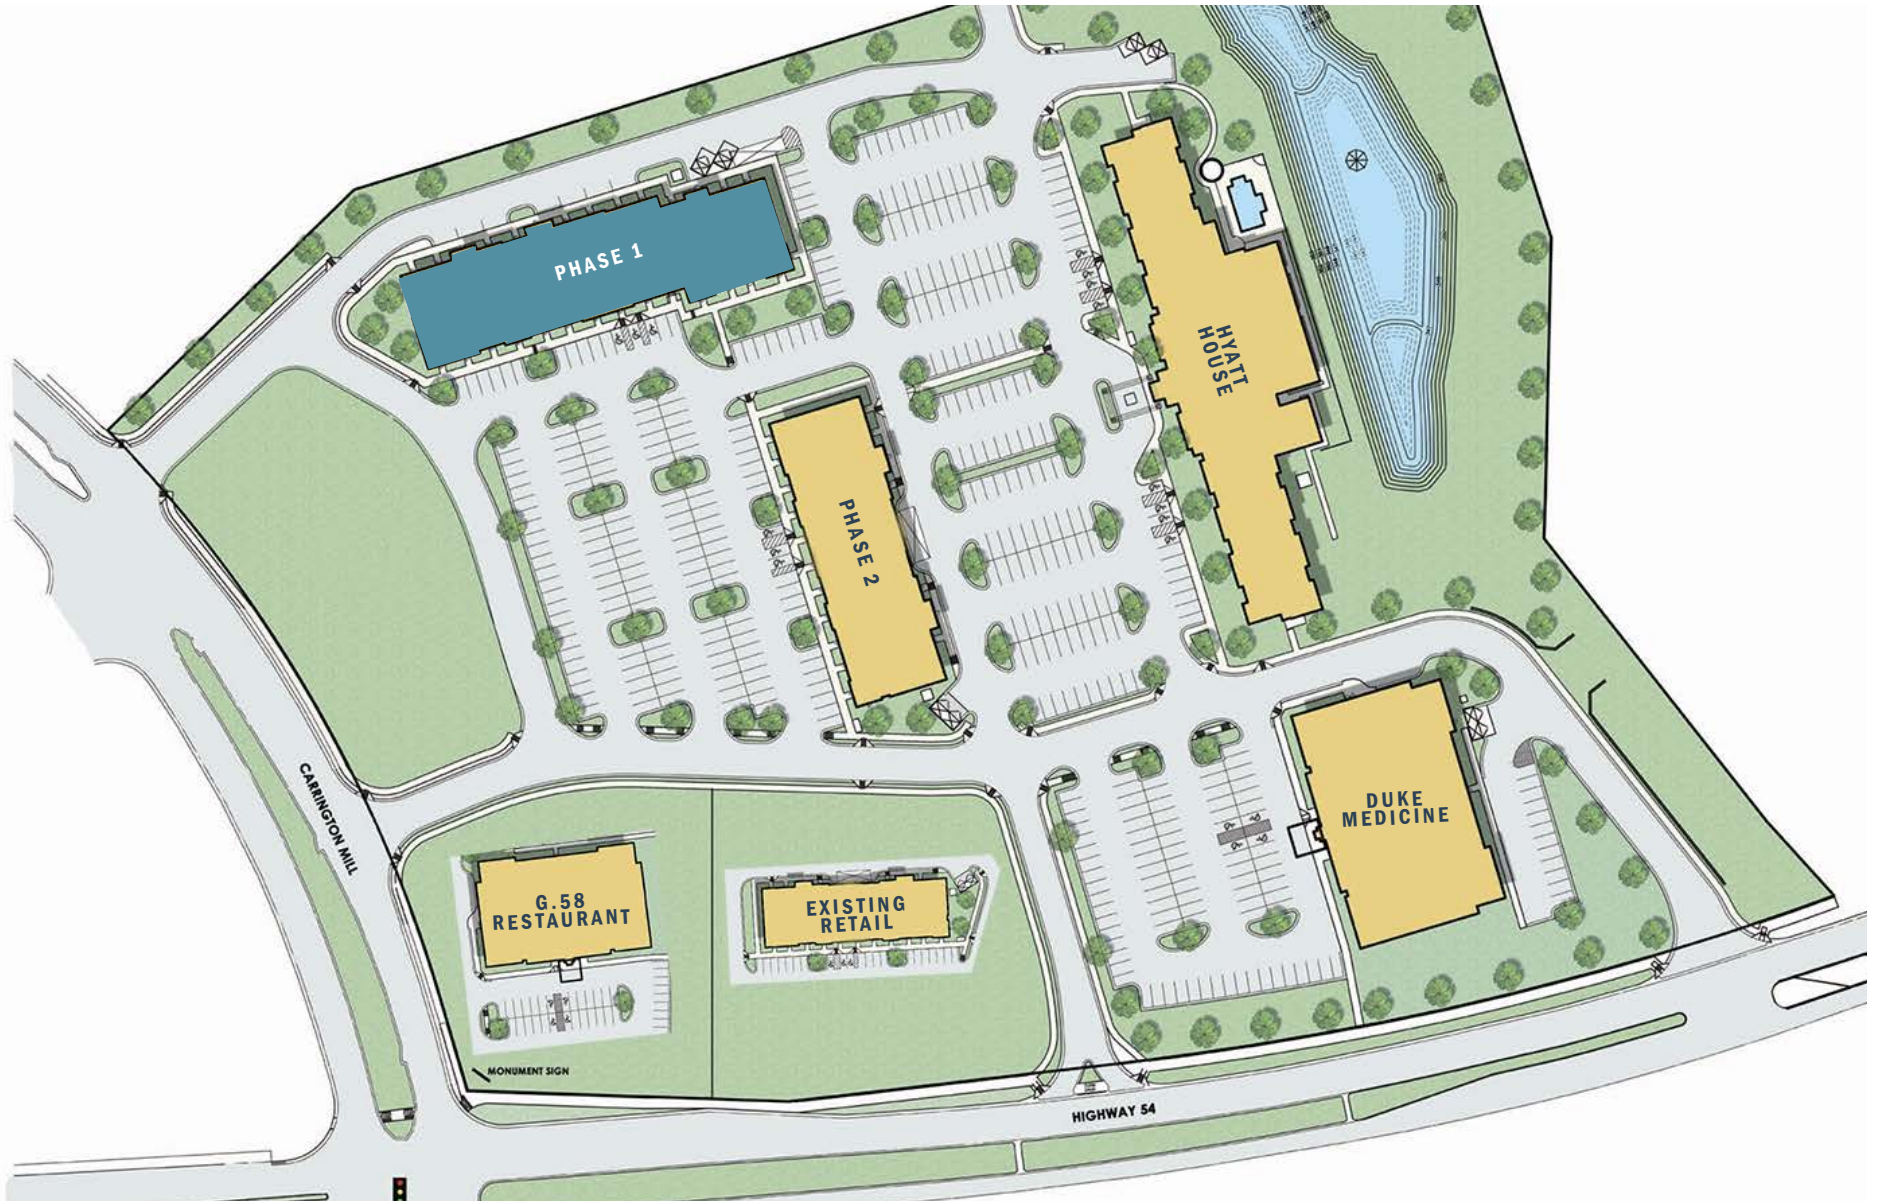 PHASE 1
HYATT
HOUSE
PHASE 2
CARRINGTON MILL
DUKE
MEDICINE
G.58
RESTAURANT
EXISTING
RETAIL
MONUMENT SIGN
HIGHWAY 54